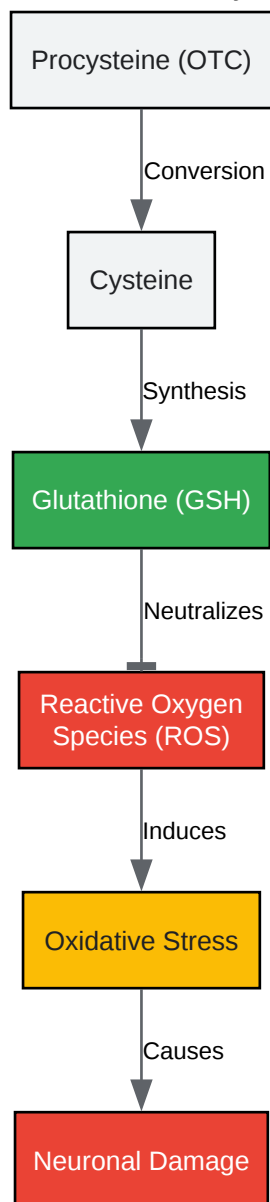 Procysteine (OTC)
Conversion
Cysteine
Synthesis
Glutathione (GSH)
Neutralizes
Reactive Oxygen
Species (ROS)
Induces
Oxidative Stress
Causes
Neuronal Damage